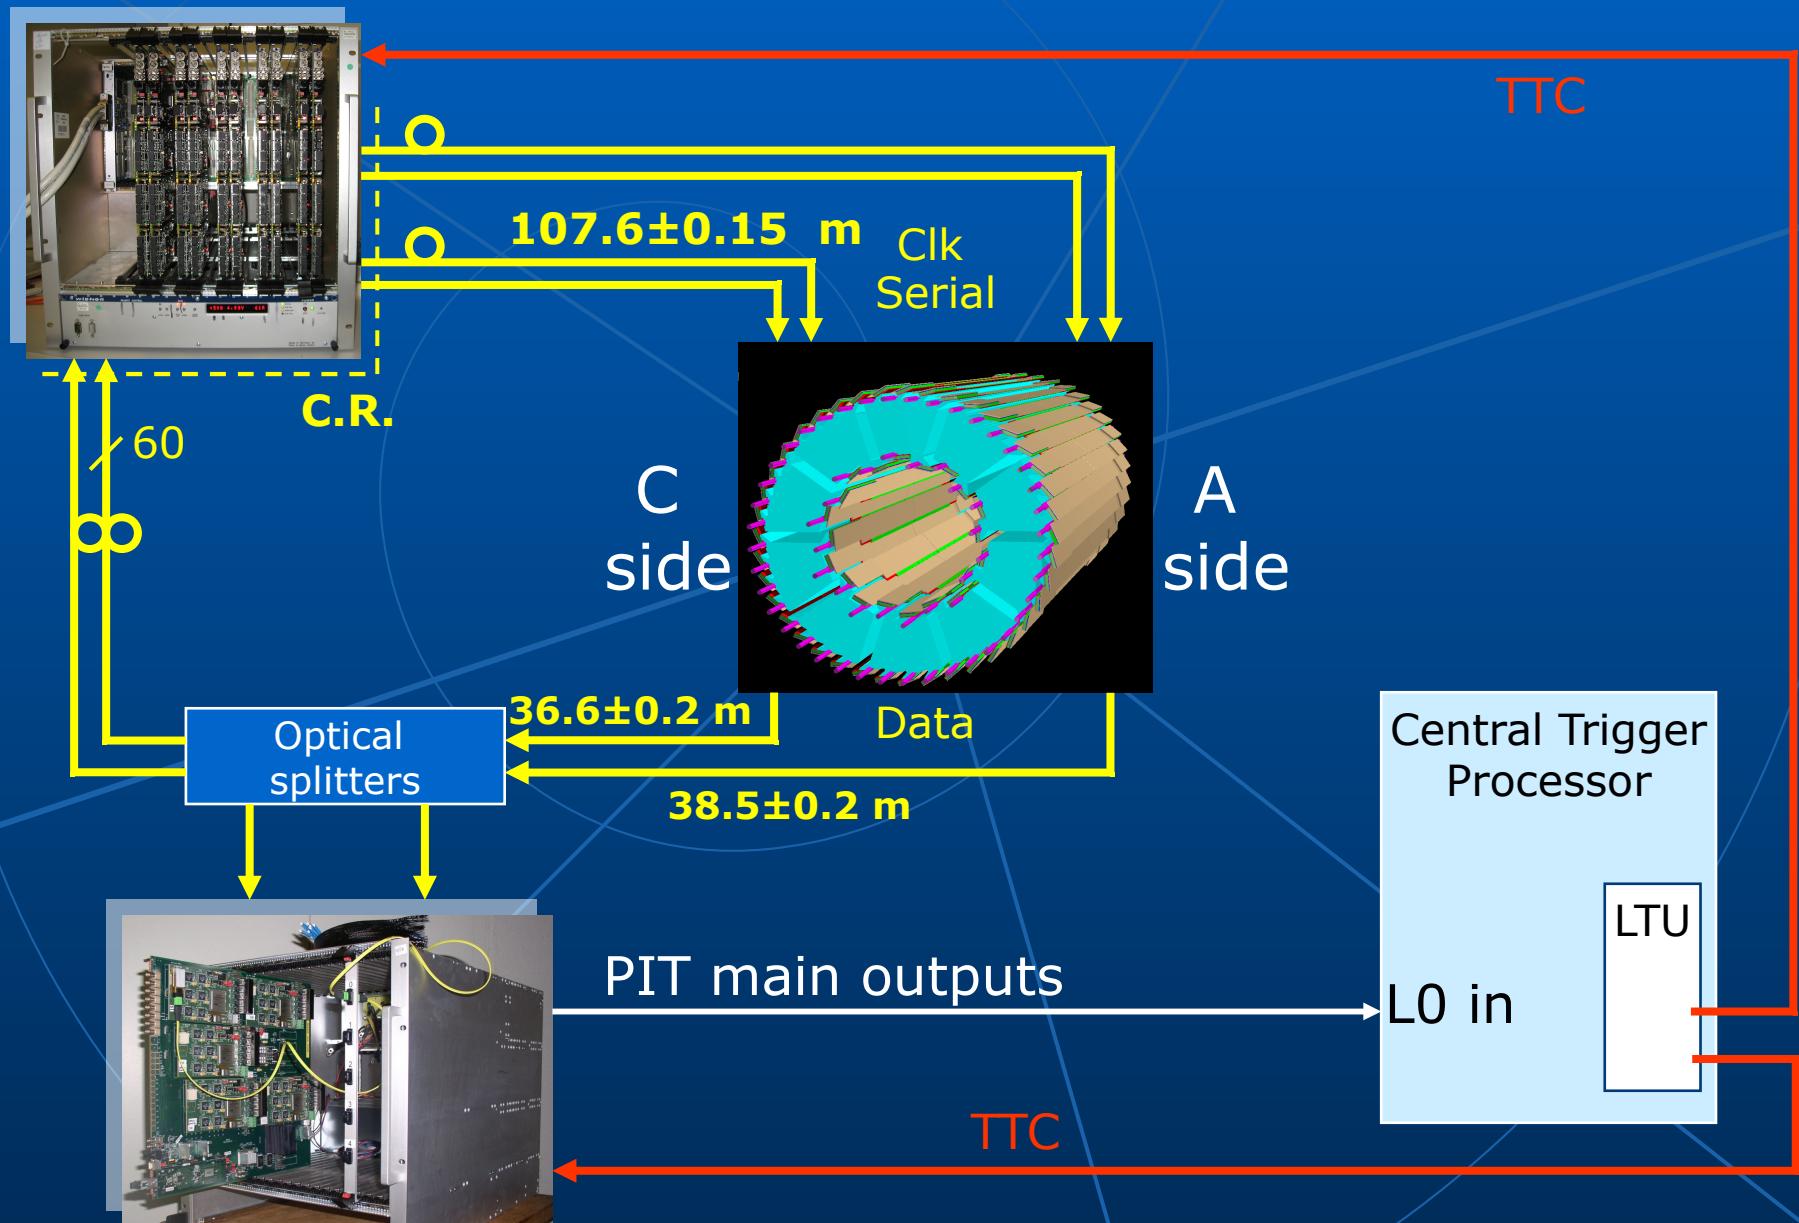 TTC
107.6±0.15 m
Clk
Serial
C.R.
60
C
side
A
side
36.6±0.2 m
Data
Optical
splitters
38.5±0.2 m
Central Trigger
Processor
LTU
PIT main outputs
L0 in
TTC